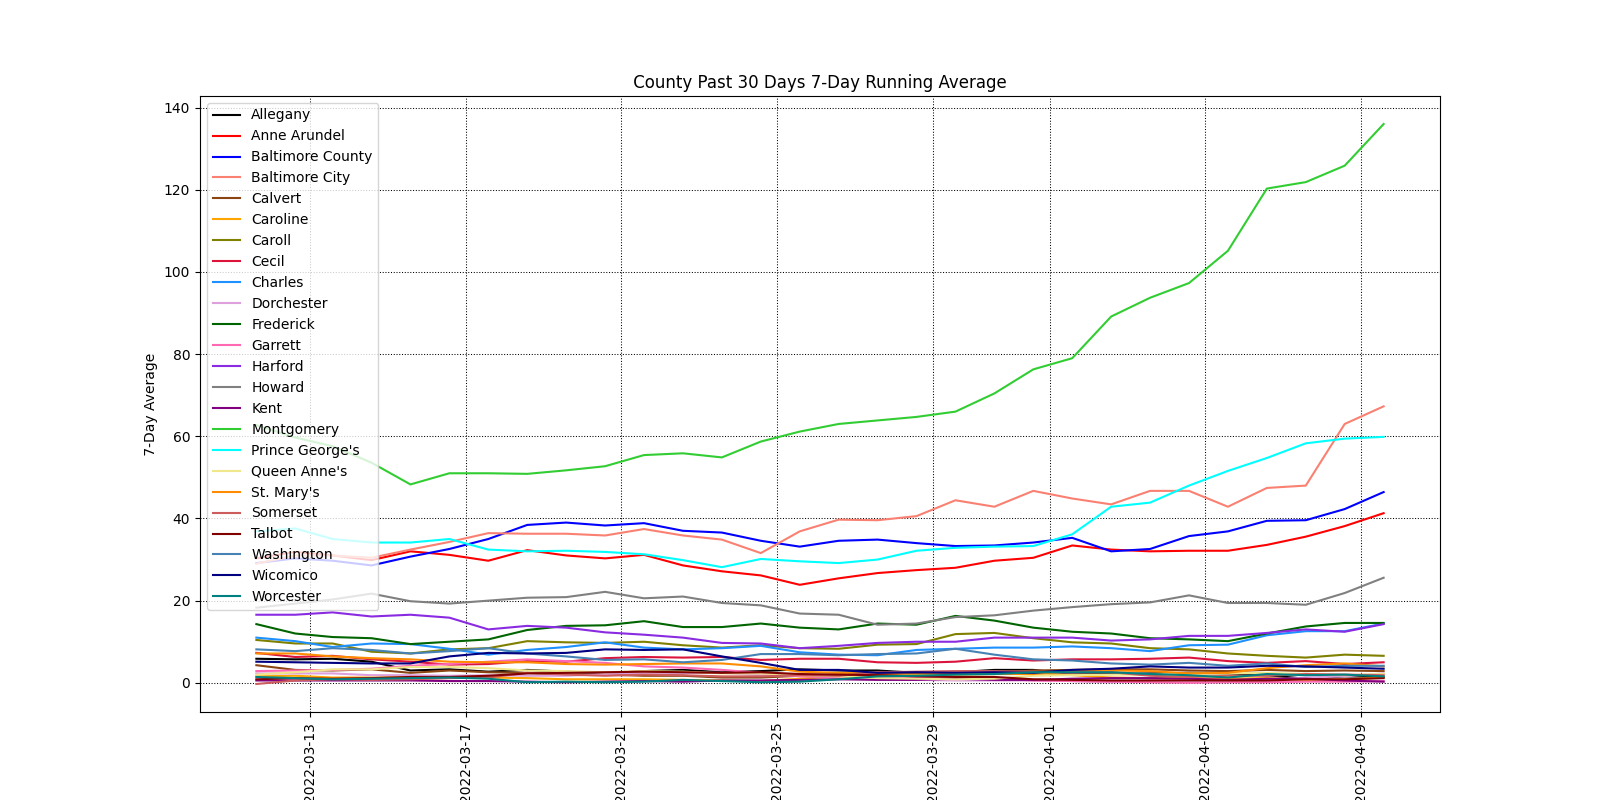 County Past 30 Days 7-Day Running Average
7-Day Average
140
120
100
80
60
40
20
0
Allegany
Anne Arundel
Baltimore County
Baltimore City
Calvert
Caroline
Caroll
Cecil
Charles
Dorchester
Frederick
Garrett
Harford
Howard
Kent
Montgomery
Prince George's
Queen Anne's
St. Mary's
Somerset
Talbot
Washington
Wicomico
Worcester
2022-03-13
2022-03-17
2022-03-21
2022-03-25
2022-03-29
2022-04-01
2022-04-05
2022-04-09